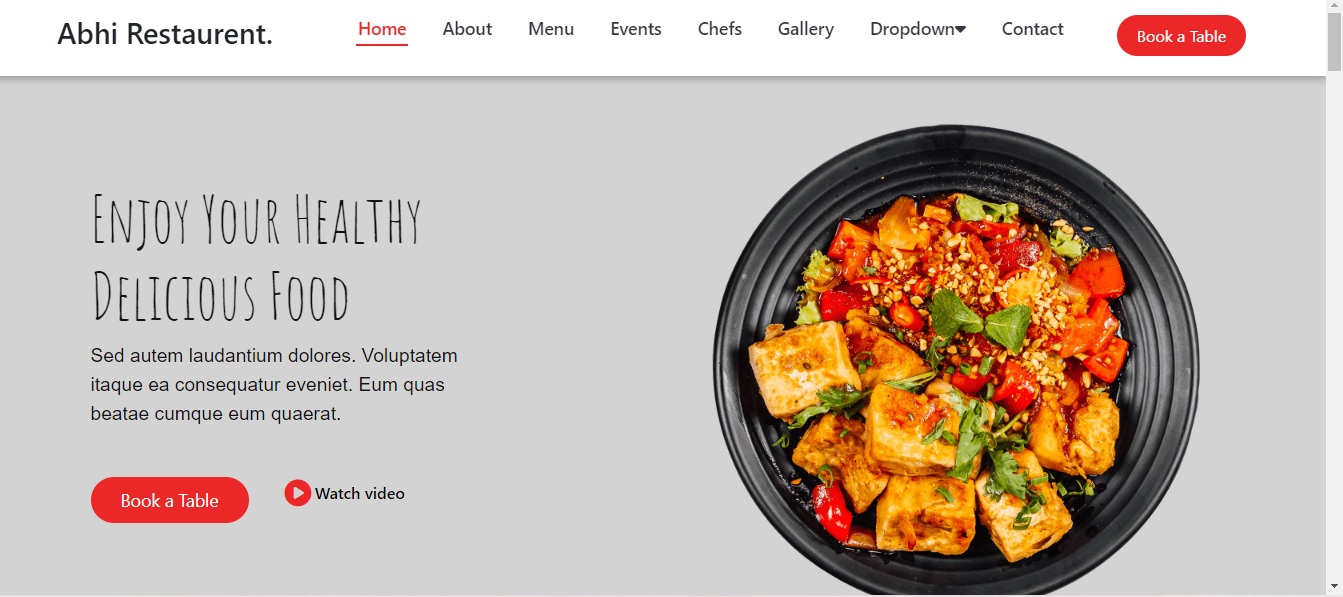 Abhi Restaurent.
Home About Menu Events Chefs Gallery Dropdown Contact Book a Table
Enjoy Your Healthy
Delicious Food
Sed autem laudantium dolores. Voluptatem
itaque ea consequatur eveniet. Eum quas
beatae cumque eum quaerat.
Book a Table Watch video